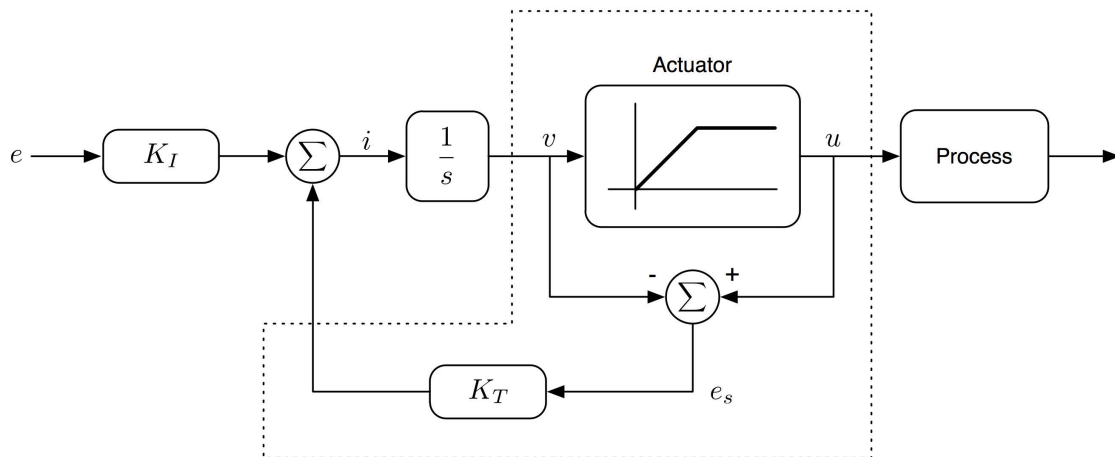 Actuator
e
K_I
Σ
i
1
s
v
u
Process
-
Σ
+
K_T
e_s